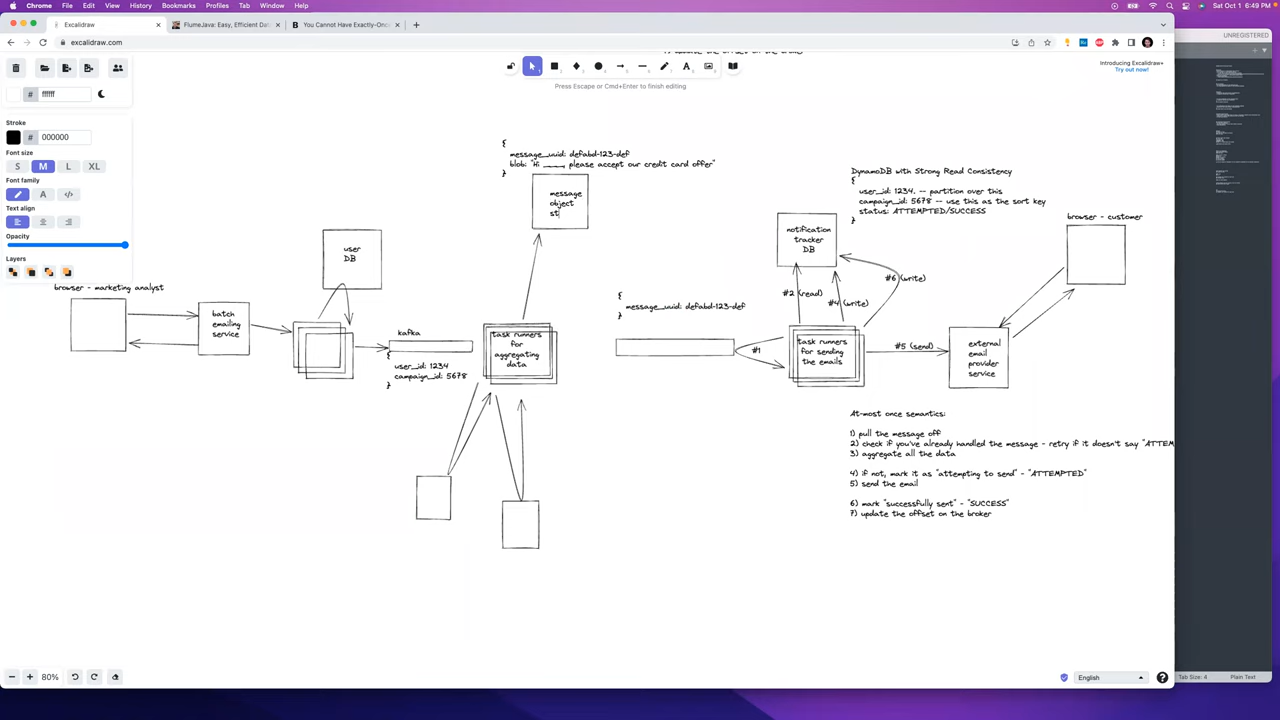 Chrome File Edit View History Bookmarks Profiles Tab Window Help
Sat Oct 1 6:49 PM
Excalidraw
FlumeJava: Easy, Efficient Dat
You Cannot Have Exactly-Onc
UNREGISTERED
excalidraw.com
Introducing Excalidraw+
Try out now!
Press Escape or Cmd+Enter to finish editing
# ffffff
Stroke
# 000000
Font size
S M L XL
Font family
A </>
Text align
Opacity
Layers
{
message_uuid: defabd-123-def
blob: "Hi ____, please accept our credit card offer"
}
message
object
st
DynamoDB with Strong Read Consistency
{
user_id: 1234. -- partition over this
campaign_id: 5678 -- use this as the sort key
status: ATTEMPTED/SUCCESS
}
browser - customer
notification
tracker
DB
user
DB
#6 (write)
#2 (read)
#4 (write)
browser - marketing analyst
batch
emailing
service
{
message_uuid: defabd-123-def
}
kafka
{
user_id: 1234
campaign_id: 5678
}
task runners
for
aggregating
data
#1
task runners
for sending
the emails
#5 (send)
external
email
provider
service
At-most once semantics:
1) pull the message off
2) check if you've already handled the message - retry if it doesn't say "ATTEM
3) aggregate all the data
4) if not, mark it as "attempting to send" - "ATTEMPTED"
5) send the email
6) mark "successfully sent" - "SUCCESS"
7) update the offset on the broker
80%
English
Tab Size: 4
Plain Text